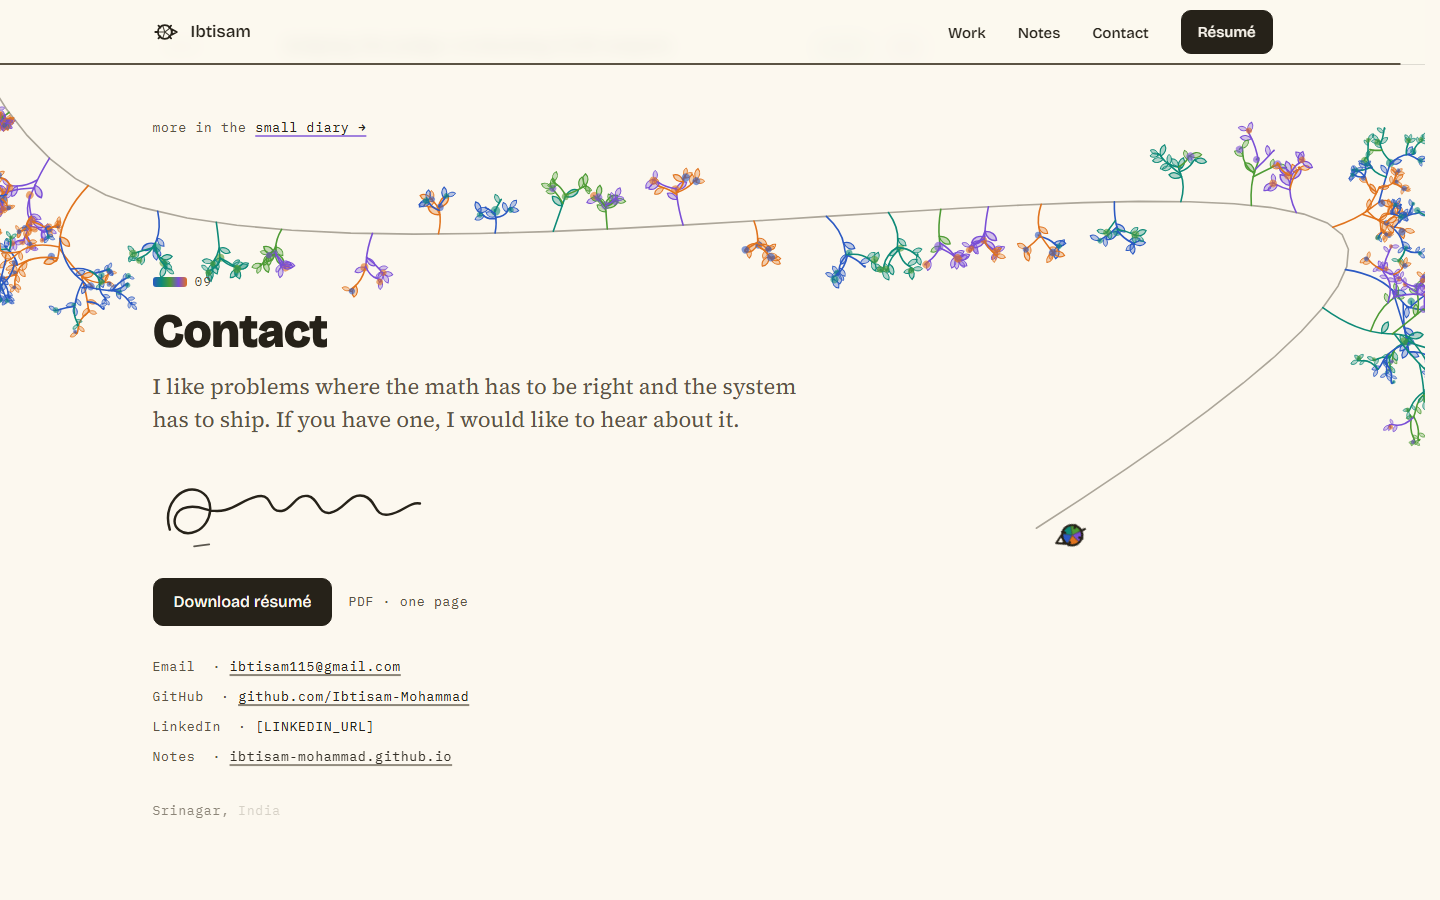 Ibtisam
Work
Notes
Contact
Résumé
more in the small diary →
09
Contact
I like problems where the math has to be right and the system
has to ship. If you have one, I would like to hear about it.
Download résumé
PDF · one page
Email · ibtisam115@gmail.com
GitHub · github.com/Ibtisam-Mohammad
LinkedIn · [LINKEDIN_URL]
Notes · ibtisam-mohammad.github.io
Srinagar, India